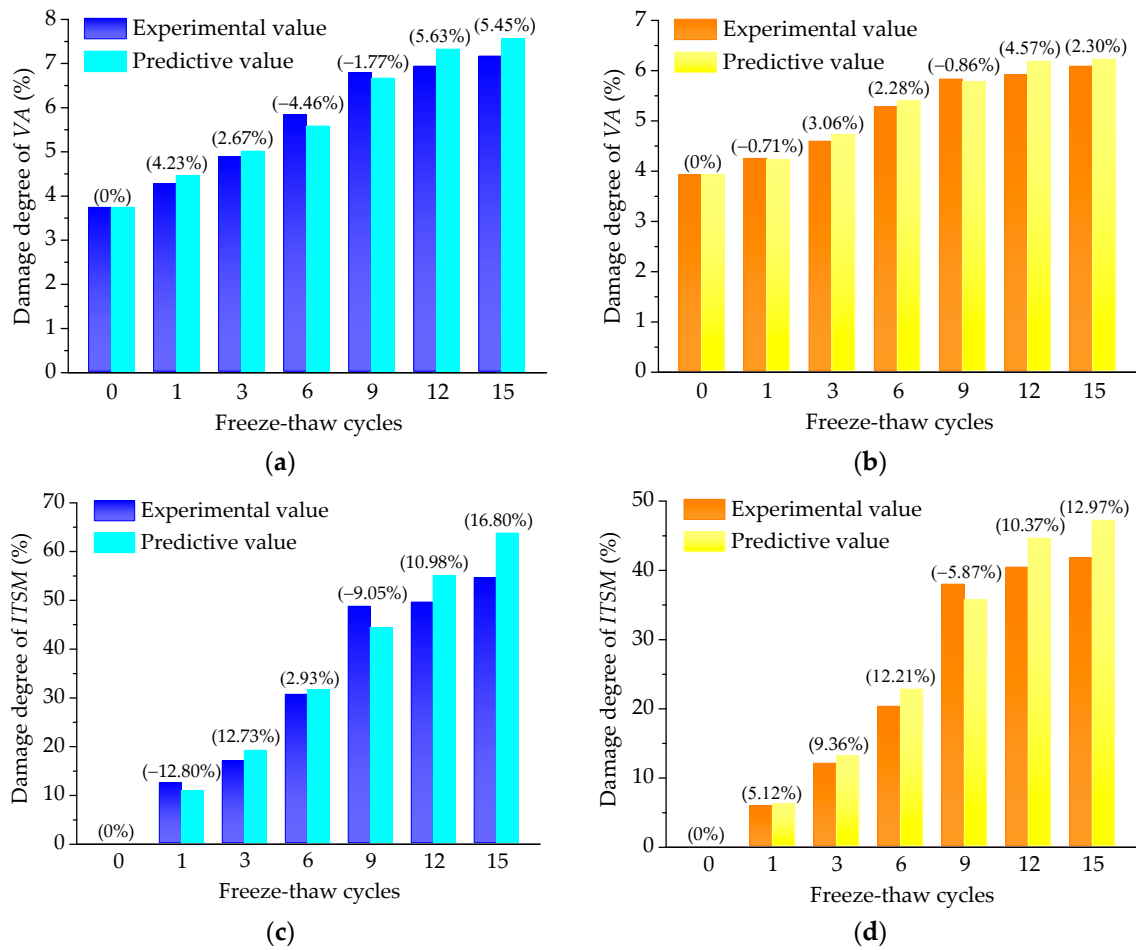 Experimental value
Predictive value
Damage degree of VA (%)
8
7
6
5
4
3
2
1
0
(0%)
(4.23%)
(2.67%)
(−4.46%)
(−1.77%)
(5.63%)
(5.45%)
0 1 3 6 9 12 15
Freeze-thaw cycles
(a)
Experimental value
Predictive value
Damage degree of VA (%)
7
6
5
4
3
2
1
0
(0%)
(−0.71%)
(3.06%)
(2.28%)
(−0.86%)
(4.57%)
(2.30%)
0 1 3 6 9 12 15
Freeze-thaw cycles
(b)
Experimental value
Predictive value
Damage degree of ITSM (%)
70
60
50
40
30
20
10
0
(0%)
(−12.80%)
(12.73%)
(2.93%)
(−9.05%)
(10.98%)
(16.80%)
0 1 3 6 9 12 15
Freeze-thaw cycles
(c)
Experimental value
Predictive value
Damage degree of ITSM (%)
50
40
30
20
10
0
(0%)
(5.12%)
(9.36%)
(12.21%)
(−5.87%)
(10.37%)
(12.97%)
0 1 3 6 9 12 15
Freeze-thaw cycles
(d)